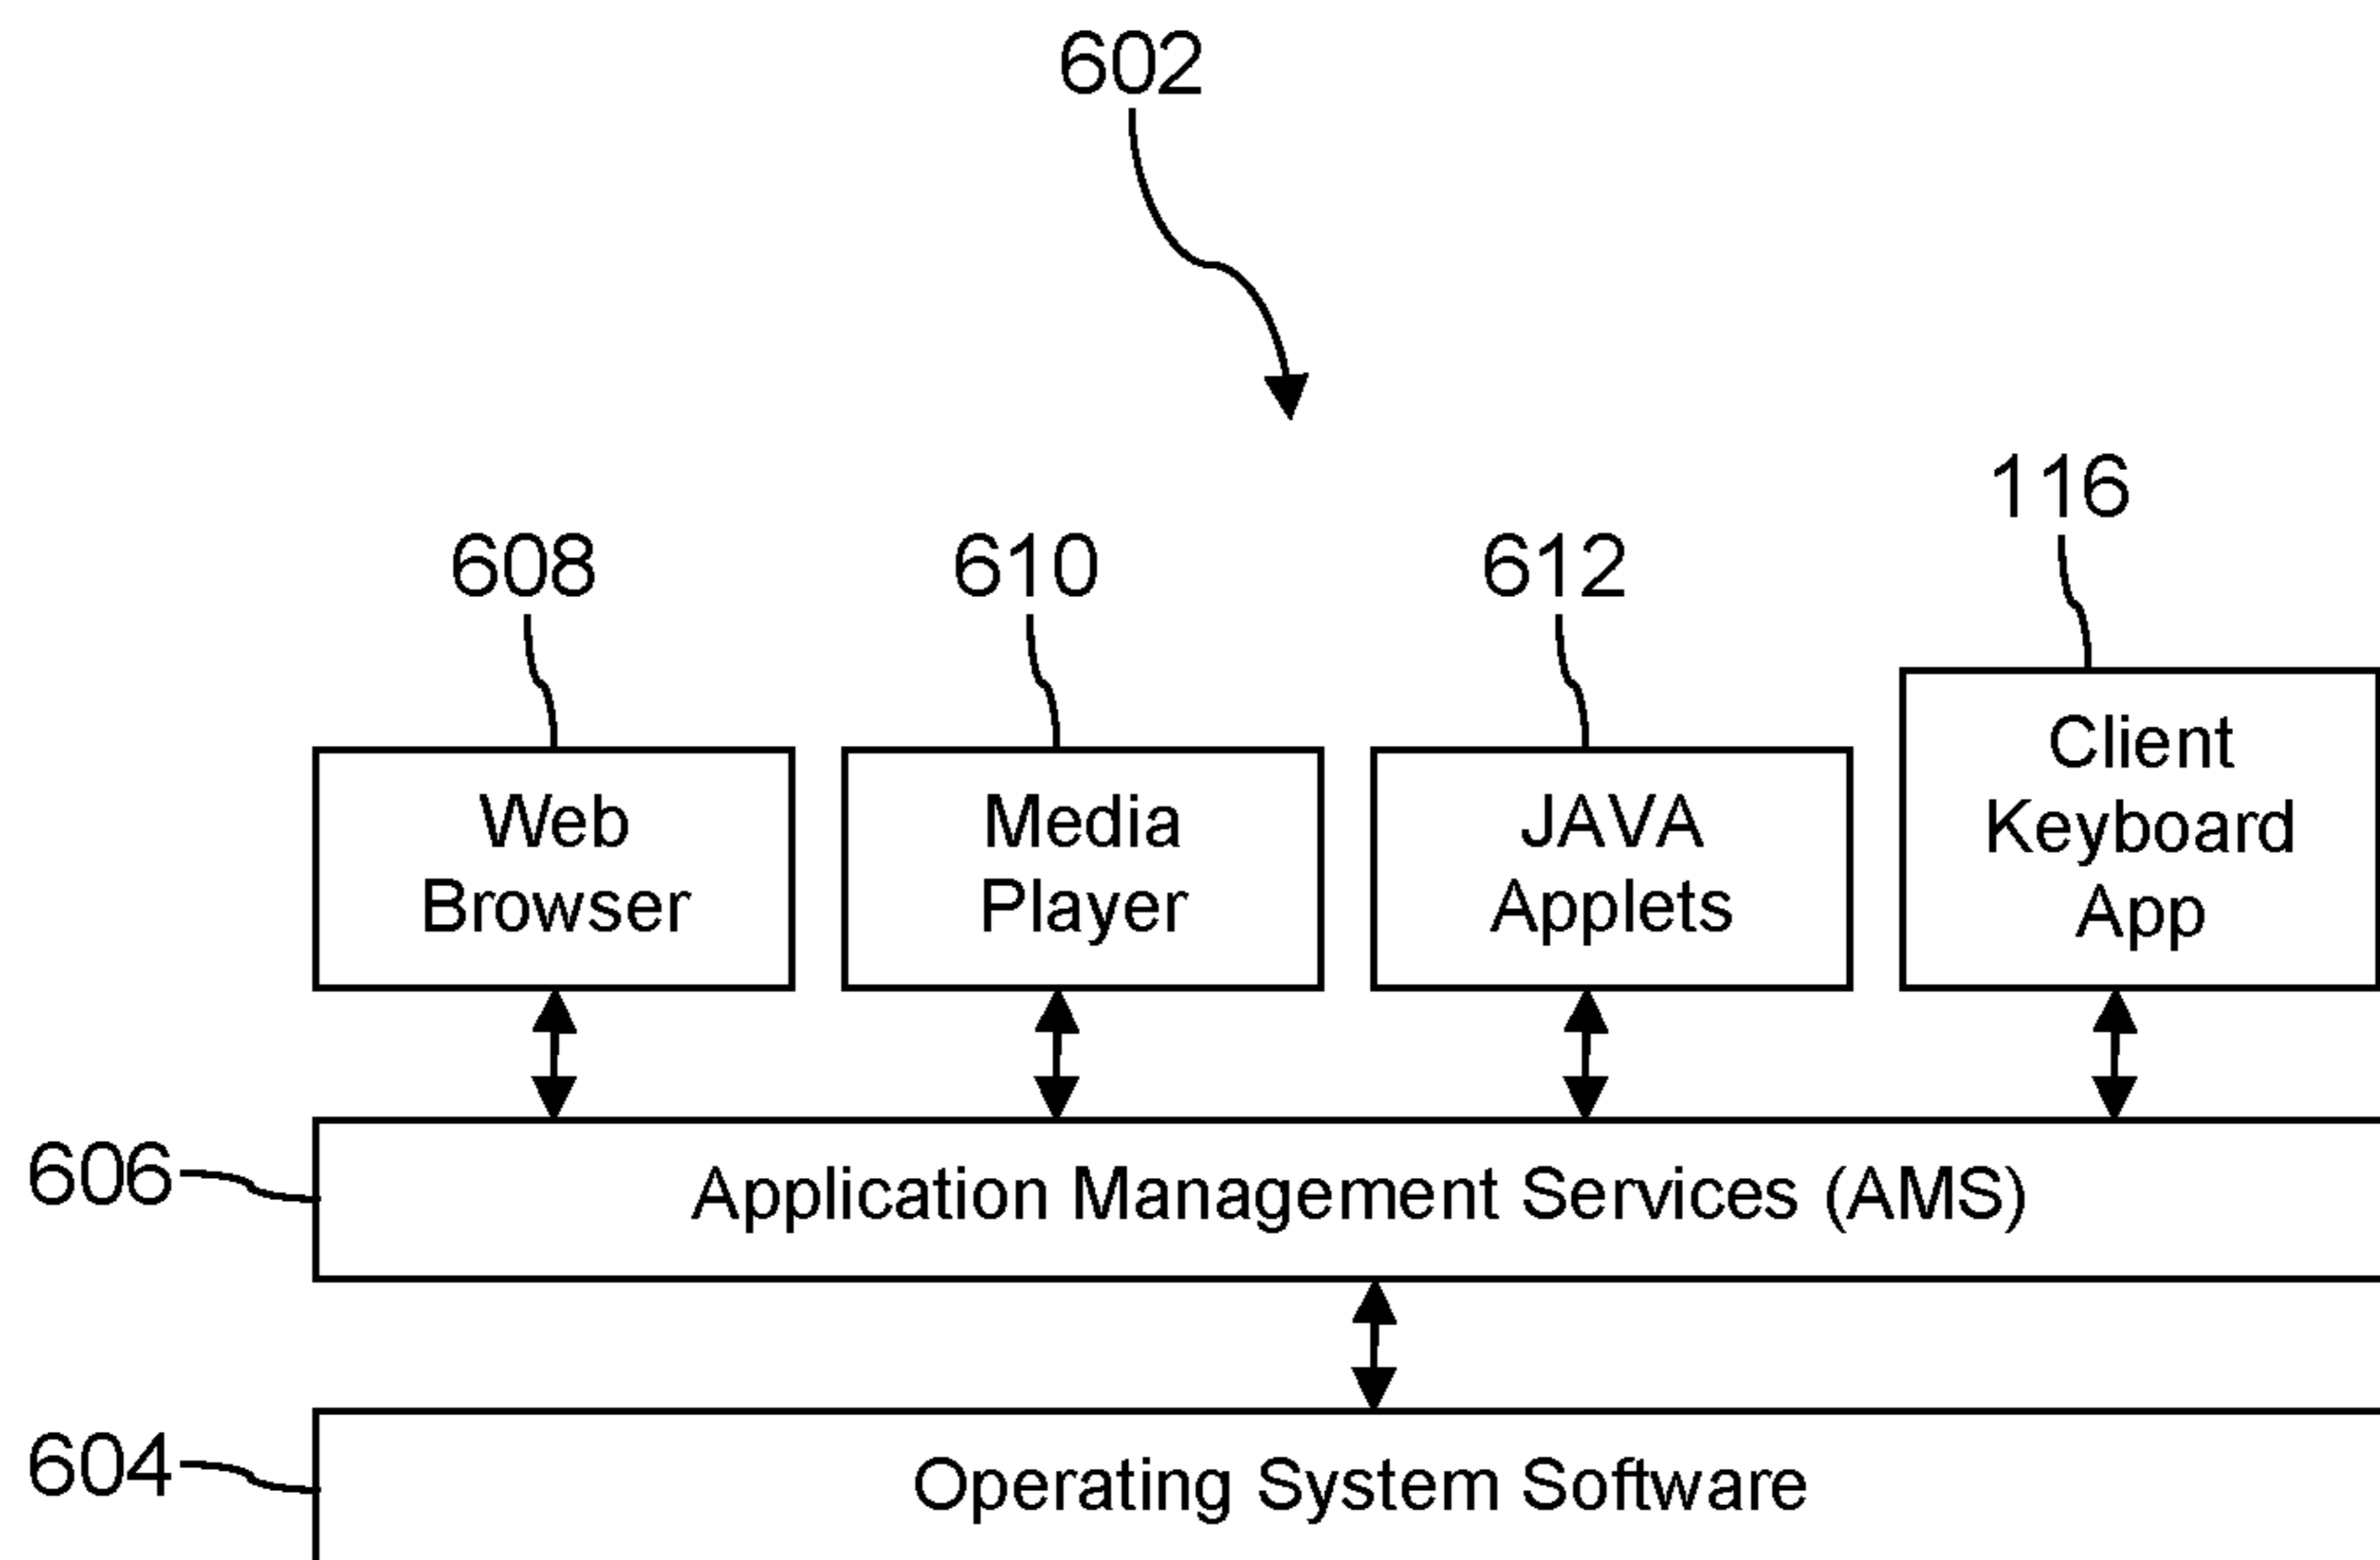 602
116
608
610
612
Client
Keyboard
App
Web
Browser
Media
Player
JAVA
Applets
606
Application Management Services (AMS)
604
Operating System Software